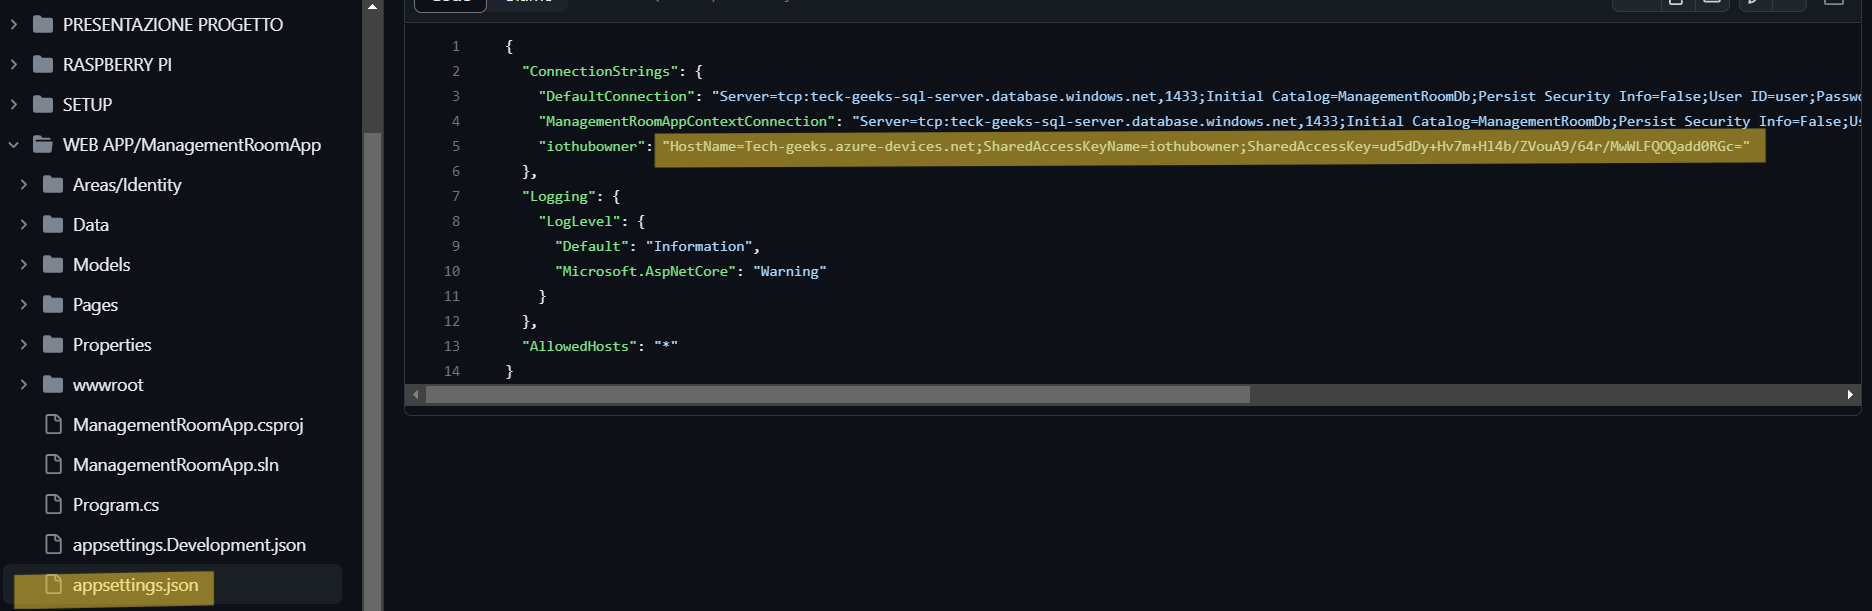 PRESENTAZIONE PROGETTO
RASPBERRY PI
SETUP
WEB APP/ManagementRoomApp
Areas/Identity
Data
Models
Pages
Properties
wwwroot
ManagementRoomApp.csproj
ManagementRoomApp.sln
Program.cs
appsettings.Development.json
appsettings.json
1 {
2 "ConnectionStrings": {
3 "DefaultConnection": "Server=tcp:teck-geeks-sql-server.database.windows.net,1433;Initial Catalog=ManagementRoomDb;Persist Security Info=False;User ID=user;Passwo
4 "ManagementRoomAppContextConnection": "Server=tcp:teck-geeks-sql-server.database.windows.net,1433;Initial Catalog=ManagementRoomDb;Persist Security Info=False;Us
5 "iothubowner": "HostName=Tech-geeks.azure-devices.net;SharedAccessKeyName=iothubowner;SharedAccessKey=ud5dDy+Hv7m+Hl4b/ZVouA9/64r/MwWLFQOQadd0RGc="
6 },
7 "Logging": {
8 "LogLevel": {
9 "Default": "Information",
10 "Microsoft.AspNetCore": "Warning"
11 }
12 },
13 "AllowedHosts": "*"
14 }